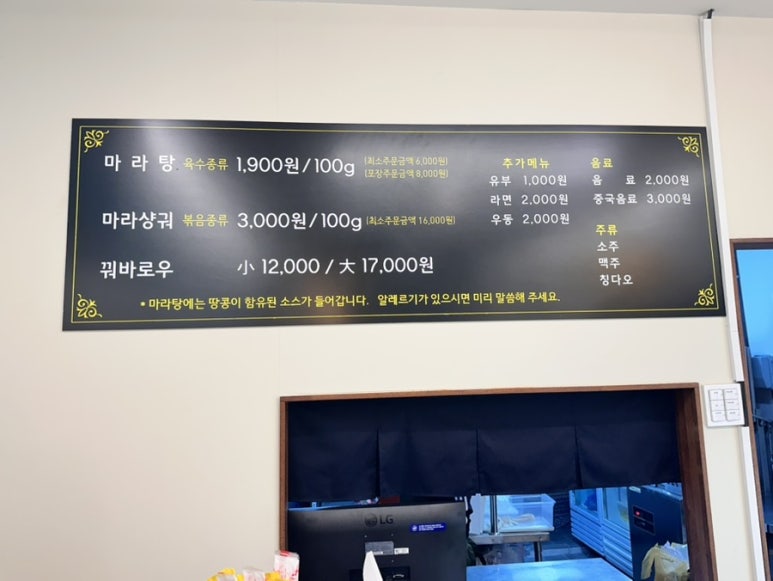 마라탕 육수종류 1,900원/100g (최소주문금액 6,000원)
(포장주문금액 8,000원)
마라샹궈 볶음종류 3,000원/100g (최소주문금액 16,000원)
꿔바로우 小 12,000 / 大 17,000원
추가메뉴
유부 1,000원
라면 2,000원
우동 2,000원
음료
음료 2,000원
중국음료 3,000원
주류
소주
맥주
칭다오
* 마라탕에는 땅콩이 함유된 소스가 들어갑니다. 알레르기가 있으시면 미리 말씀해 주세요.
LG